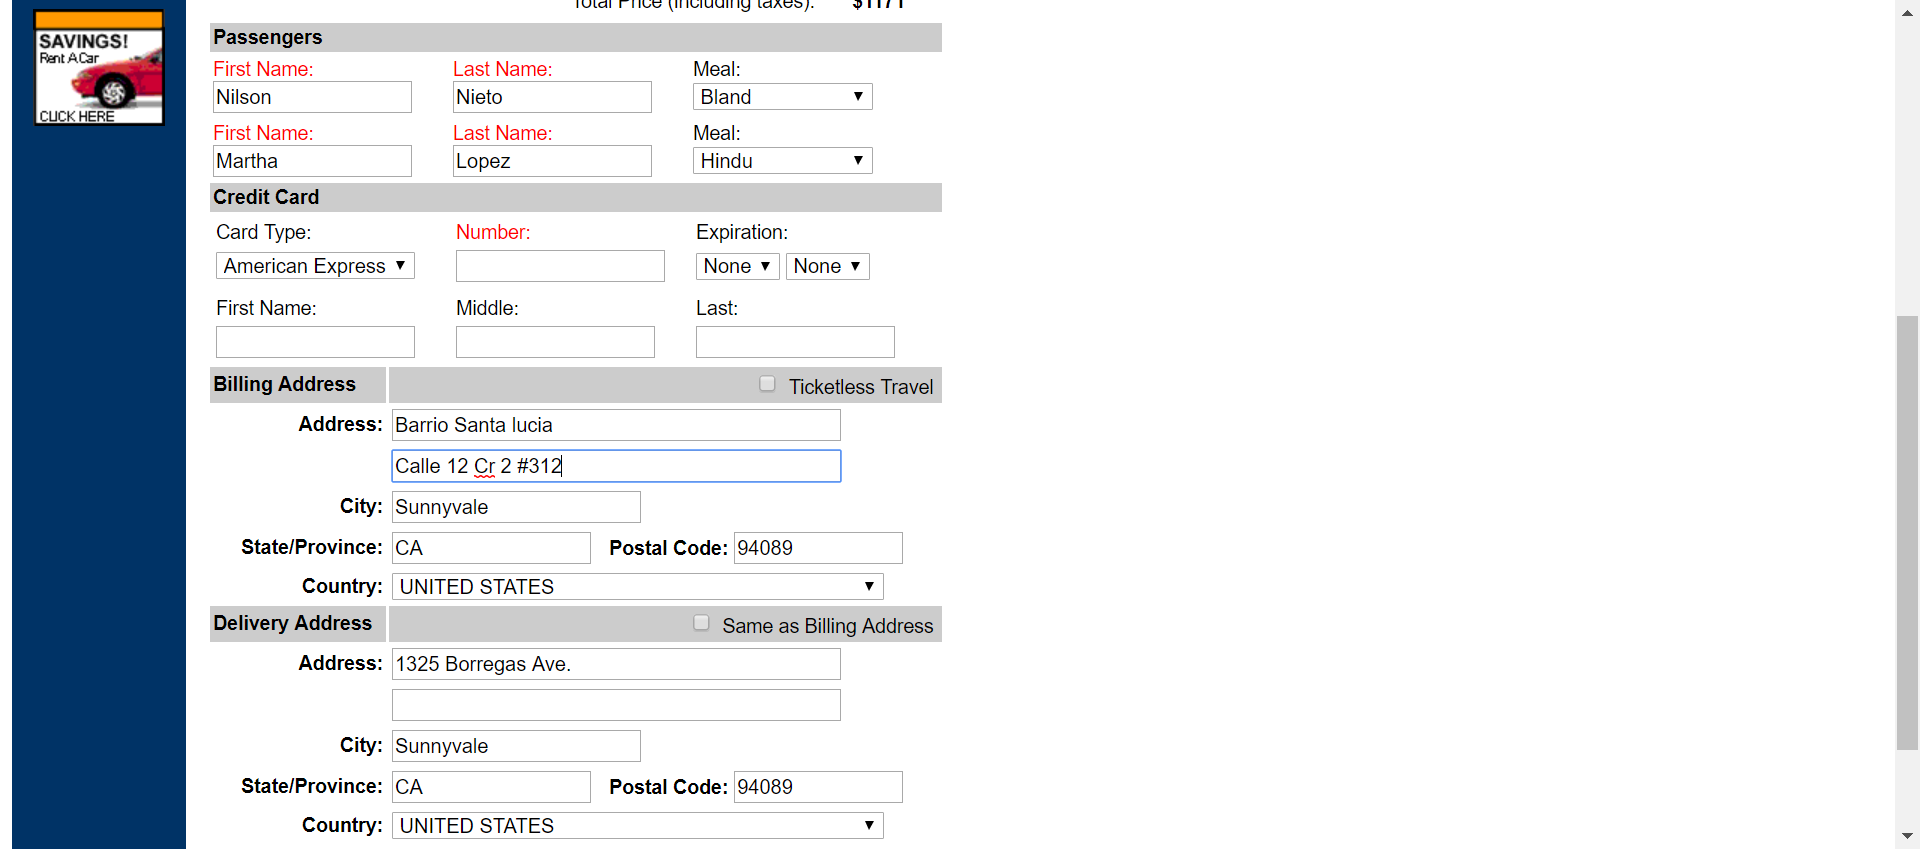 Total Price (including taxes): $1171
SAVINGS!
Rent A Car
CLICK HERE
Passengers
First Name: Last Name: Meal:
Nilson Nieto Bland
First Name: Last Name: Meal:
Martha Lopez Hindu
Credit Card
Card Type: Number: Expiration:
American Express None None
First Name: Middle: Last:
Billing Address Ticketless Travel
Address: Barrio Santa lucia
Calle 12 Cr 2 #312
City: Sunnyvale
State/Province: CA Postal Code: 94089
Country: UNITED STATES
Delivery Address Same as Billing Address
Address: 1325 Borregas Ave.
City: Sunnyvale
State/Province: CA Postal Code: 94089
Country: UNITED STATES